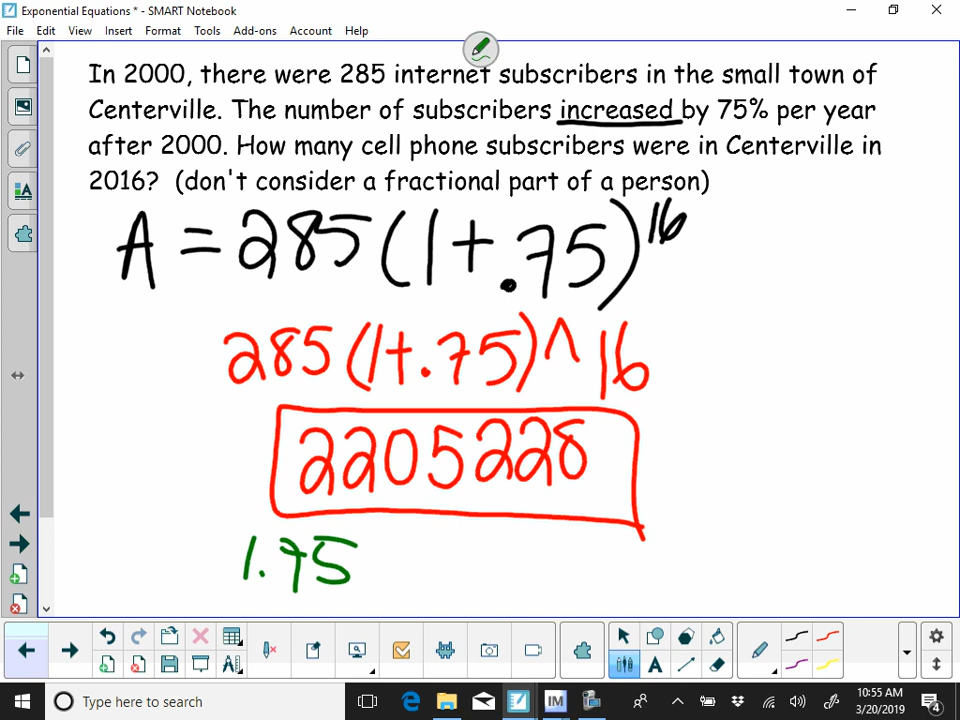 Exponential Equations * - SMART Notebook
File Edit View Insert Format Tools Add-ons Account Help
In 2000, there were 285 internet subscribers in the small town of
Centerville. The number of subscribers increased by 75% per year
after 2000. How many cell phone subscribers were in Centerville in
2016? (don't consider a fractional part of a person)
A = 285(1+.75)^16
285(1+.75)^16
2205228
1.75
Type here to search
10:55 AM
3/20/2019
4